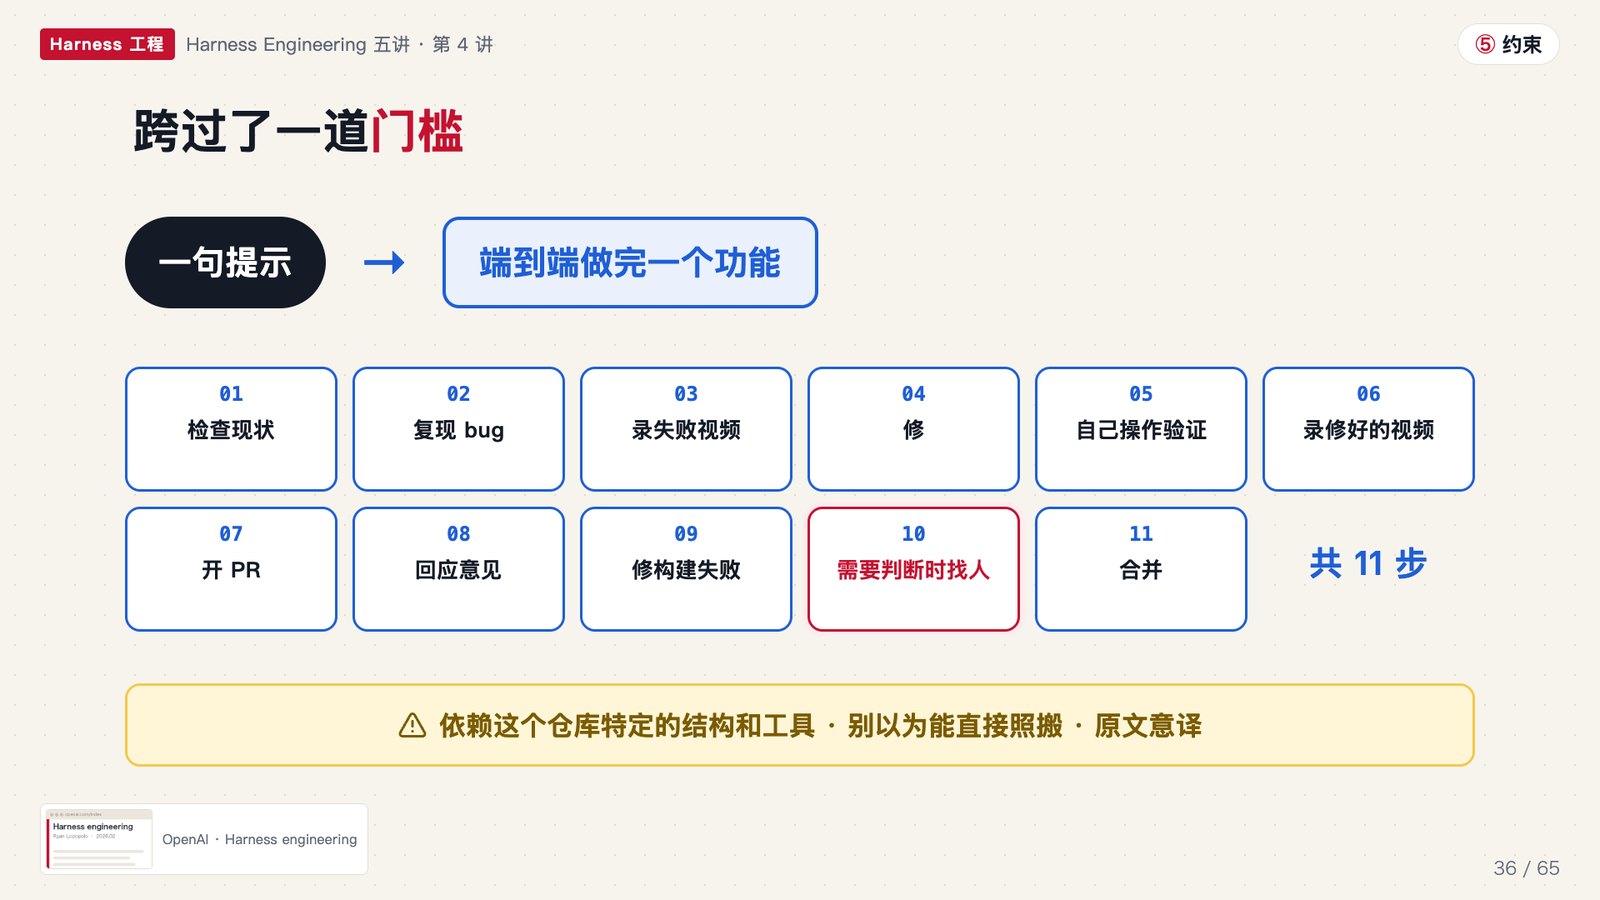 Harness 工程
Harness Engineering 五讲 · 第 4 讲
⑤ 约束
跨过了一道门槛
一句提示
→
端到端做完一个功能
01
检查现状
02
复现 bug
03
录失败视频
04
修
05
自己操作验证
06
录修好的视频
07
开 PR
08
回应意见
09
修构建失败
10
需要判断时找人
11
合并
共 11 步
依赖这个仓库特定的结构和工具 · 别以为能直接照搬 · 原文意译
Harness engineering
OpenAI · Harness engineering
36 / 65